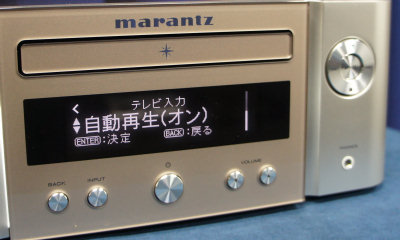 marantz
テレビ入力
自動再生(オン)
ENTER:決定 BACK:戻る
BACK INPUT VOLUME
PHONES